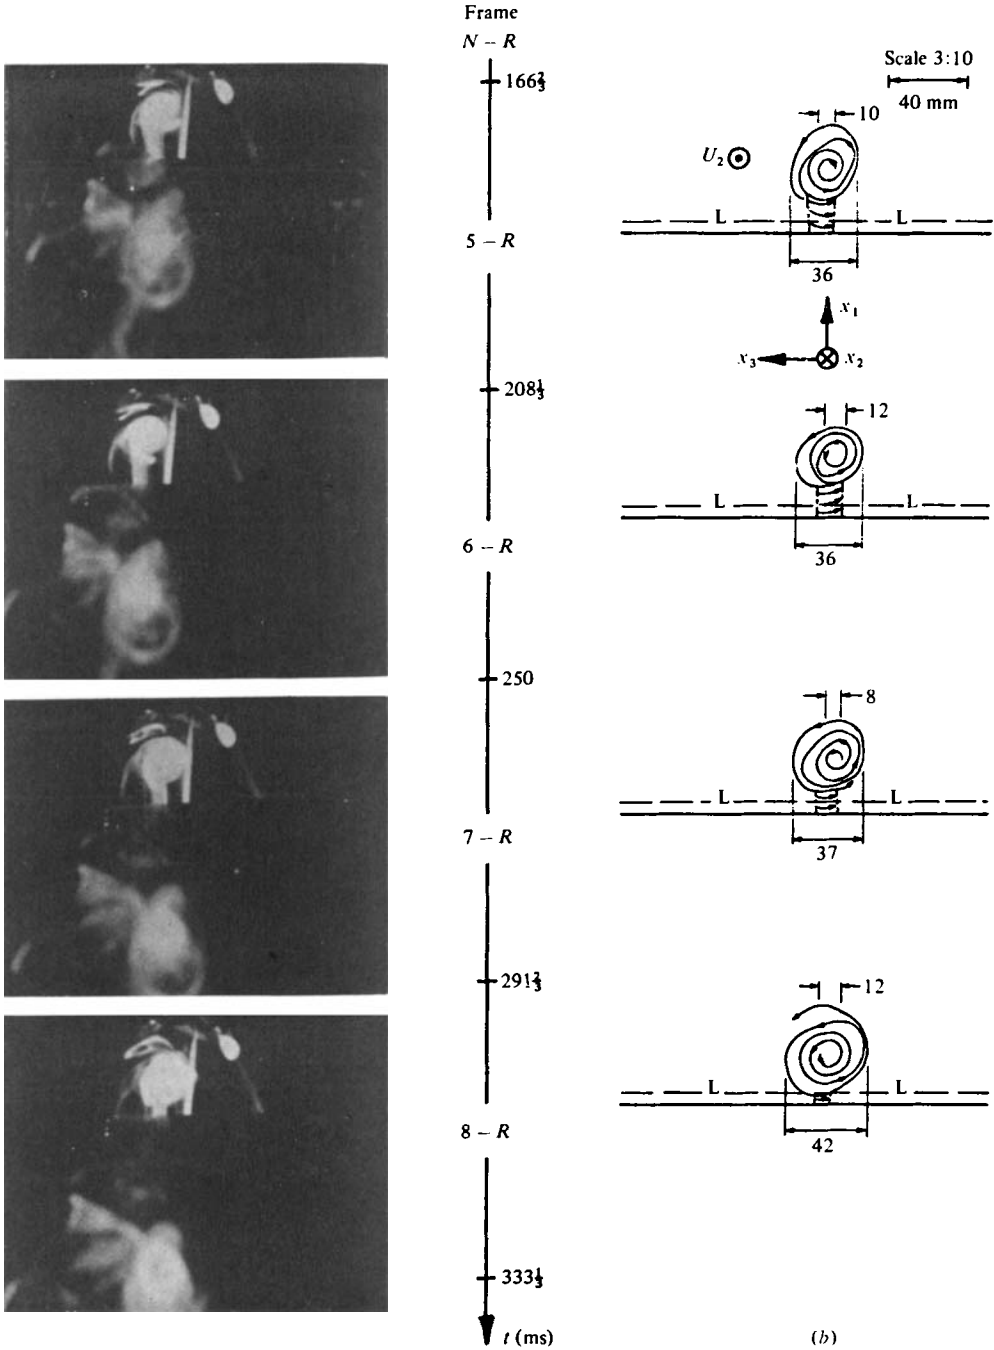 Frame
N – R
166⅔
5 – R
208⅓
6 – R
250
7 – R
291⅔
8 – R
333⅓
t (ms)
Scale 3:10
40 mm
10
U₂
L L
36
x₁
x₃ x₂
12
L L
36
8
L L
37
12
L L
42
(b)